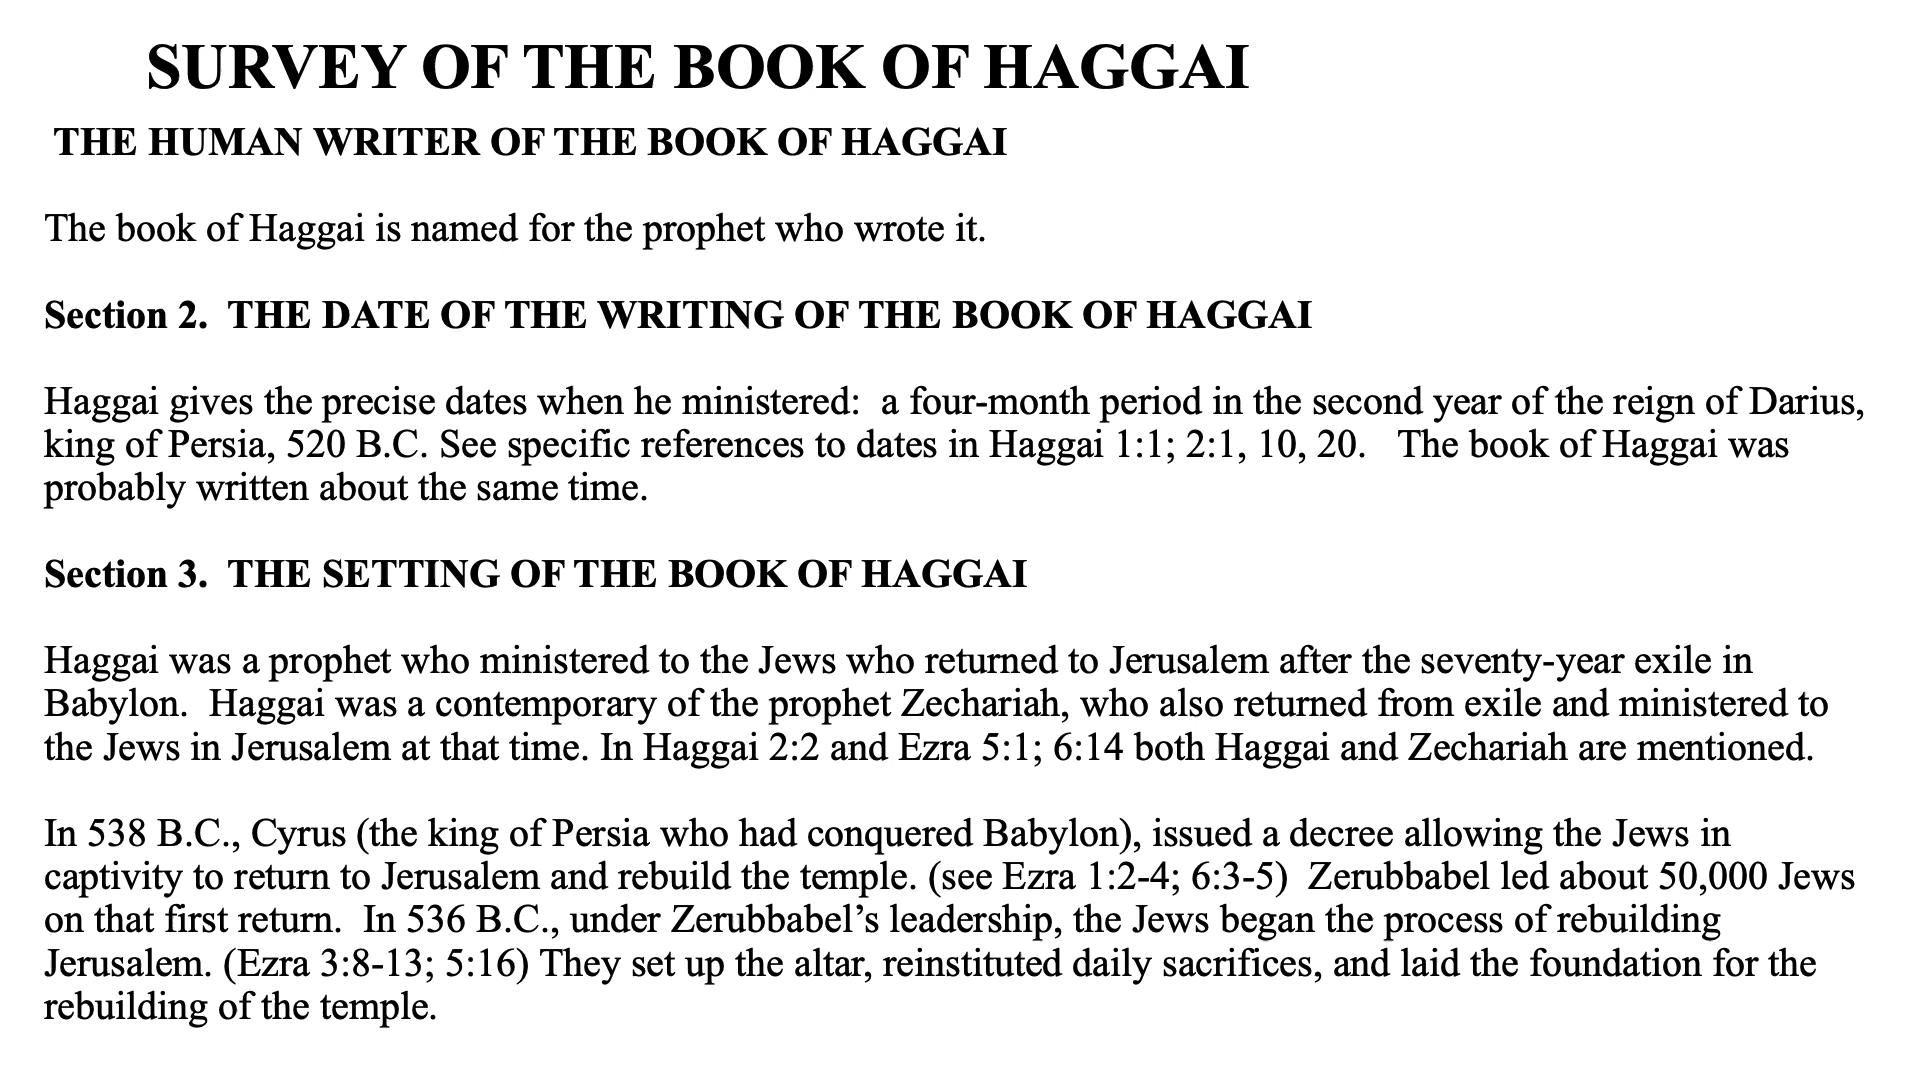 SURVEY OF THE BOOK OF HAGGAI
THE HUMAN WRITER OF THE BOOK OF HAGGAI
The book of Haggai is named for the prophet who wrote it.
Section 2.  THE DATE OF THE WRITING OF THE BOOK OF HAGGAI
Haggai gives the precise dates when he ministered:  a four-month period in the second year of the reign of Darius,
king of Persia, 520 B.C. See specific references to dates in Haggai 1:1; 2:1, 10, 20.   The book of Haggai was
probably written about the same time.
Section 3.  THE SETTING OF THE BOOK OF HAGGAI
Haggai was a prophet who ministered to the Jews who returned to Jerusalem after the seventy-year exile in
Babylon.  Haggai was a contemporary of the prophet Zechariah, who also returned from exile and ministered to
the Jews in Jerusalem at that time. In Haggai 2:2 and Ezra 5:1; 6:14 both Haggai and Zechariah are mentioned.
In 538 B.C., Cyrus (the king of Persia who had conquered Babylon), issued a decree allowing the Jews in
captivity to return to Jerusalem and rebuild the temple. (see Ezra 1:2-4; 6:3-5)  Zerubbabel led about 50,000 Jews
on that first return.  In 536 B.C., under Zerubbabel’s leadership, the Jews began the process of rebuilding
Jerusalem. (Ezra 3:8-13; 5:16) They set up the altar, reinstituted daily sacrifices, and laid the foundation for the
rebuilding of the temple.